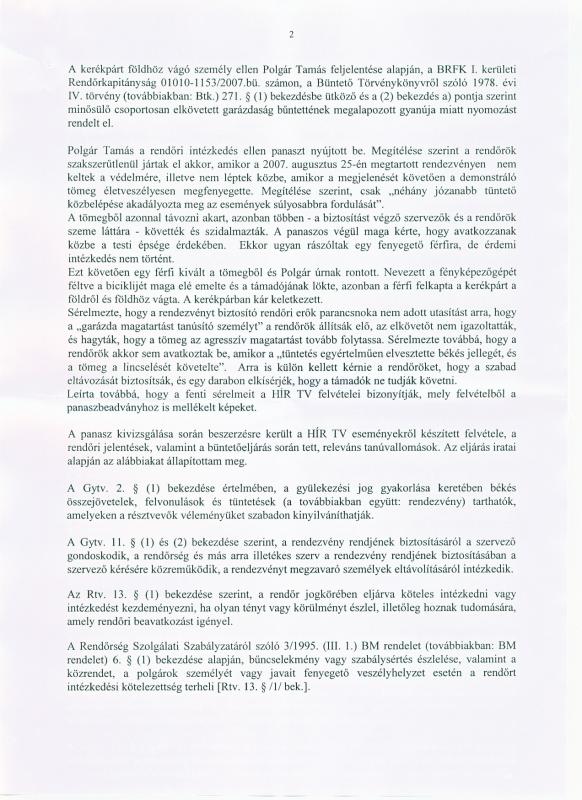 2
A kerékpárt földhöz vágó személy ellen Polgár Tamás feljelentése alapján, a BRFK I. kerületi
Rendőrkapitányság 01010-1153/2007.bü. számon, a Büntető Törvénykönyvről szóló 1978. évi
IV. törvény (továbbiakban: Btk.) 271. § (1) bekezdésbe ütköző és a (2) bekezdés a) pontja szerint
minősülő csoportosan elkövetett garázdaság bűntettének megalapozott gyanúja miatt nyomozást
rendelt el.
Polgár Tamás a rendőri intézkedés ellen panaszt nyújtott be. Megítélése szerint a rendőrök
szakszerűtlenül jártak el akkor, amikor a 2007. augusztus 25-én megtartott rendezvényen nem
keltek a védelmére, illetve nem léptek közbe, amikor a megjelenését követően a demonstráló
tömeg életveszélyesen megfenyegette. Megítélése szerint, csak „néhány józanabb tüntető
közbelépése akadályozta meg az események súlyosabbra fordulását”.
A tömegből azonnal távozni akart, azonban többen - a biztosítást végző szervezők és a rendőrök
szeme láttára - követték és szidalmazták. A panaszos végül maga kérte, hogy avatkozzanak
közbe a testi épsége érdekében. Ekkor ugyan rászóltak egy fenyegető férfira, de érdemi
intézkedés nem történt.
Ezt követően egy férfi kivált a tömegből és Polgár úrnak rontott. Nevezett a fényképezőgépét
féltve a biciklijét maga elé emelte és a támadójának lökte, azonban a férfi felkapta a kerékpárt a
földről és földhöz vágta. A kerékpárban kár keletkezett.
Sérelmezte, hogy a rendezvényt biztosító rendőri erők parancsnoka nem adott utasítást arra, hogy
a „garázda magatartást tanúsító személyt” a rendőrök állítsák elő, az elkövetőt nem igazoltatták,
és hagyták, hogy a tömeg az agresszív magatartást tovább folytassa. Sérelmezte továbbá, hogy a
rendőrök akkor sem avatkoztak be, amikor a „tüntetés egyértelműen elvesztette békés jellegét, és
a tömeg a lincselését követelte”. Arra is külön kellett kérnie a rendőröket, hogy a szabad
eltávozását biztosítsák, és egy darabon elkísérjék, hogy a támadók ne tudják követni.
Leírta továbbá, hogy a fenti sérelmeit a HÍR TV felvételei bizonyítják, mely felvételből a
panaszbeadványhoz is mellékelt képeket.
A panasz kivizsgálása során beszerzésre került a HÍR TV eseményekről készített felvétele, a
rendőri jelentések, valamint a büntetőeljárás során tett, releváns tanúvallomások. Az eljárás iratai
alapján az alábbiakat állapítottam meg.
A Gytv. 2. § (1) bekezdése értelmében, a gyülekezési jog gyakorlása keretében békés
összejövetelek, felvonulások és tüntetések (a továbbiakban együtt: rendezvény) tarthatók,
amelyeken a résztvevők véleményüket szabadon kinyilváníthatják.
A Gytv. 11. § (1) és (2) bekezdése szerint, a rendezvény rendjének biztosításáról a szervező
gondoskodik, a rendőrség és más arra illetékes szerv a rendezvény rendjének biztosításában a
szervező kérésére közreműködik, a rendezvényt megzavaró személyek eltávolításáról intézkedik.
Az Rtv. 13. § (1) bekezdése szerint, a rendőr jogkörében eljárva köteles intézkedni vagy
intézkedést kezdeményezni, ha olyan tényt vagy körülményt észlel, illetőleg hoznak tudomására,
amely rendőri beavatkozást igényel.
A Rendőrség Szolgálati Szabályzatáról szóló 3/1995. (III. 1.) BM rendelet (továbbiakban: BM
rendelet) 6. § (1) bekezdése alapján, bűncselekmény vagy szabálysértés észlelése, valamint a
közrendet, a polgárok személyét vagy javait fenyegető veszélyhelyzet esetén a rendőrt
intézkedési kötelezettség terheli [Rtv. 13. § /1/ bek.].